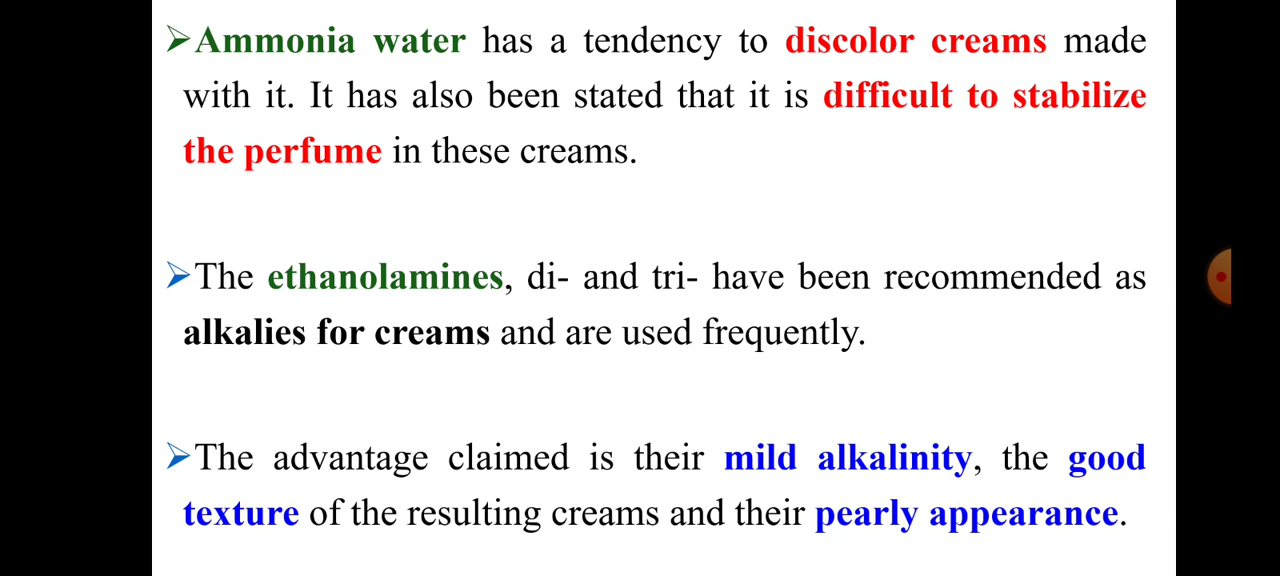 ➢Ammonia water has a tendency to discolor creams made
with it. It has also been stated that it is difficult to stabilize
the perfume in these creams.
➢The ethanolamines, di- and tri- have been recommended as
alkalies for creams and are used frequently.
➢The advantage claimed is their mild alkalinity, the good
texture of the resulting creams and their pearly appearance.